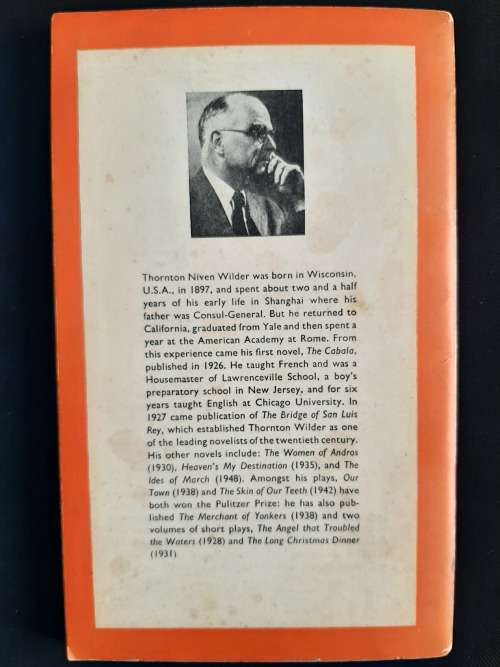 Thornton Niven Wilder was born in Wisconsin,
U.S.A., in 1897, and spent about two and a half
years of his early life in Shanghai where his
father was Consul-General. But he returned to
California, graduated from Yale and then spent a
year at the American Academy at Rome. From
this experience came his first novel, The Cabala,
published in 1926. He taught French and was a
Housemaster of Lawrenceville School, a boy's
preparatory school in New Jersey, and for six
years taught English at Chicago University. In
1927 came publication of The Bridge of San Luis
Rey, which established Thornton Wilder as one
of the leading novelists of the twentieth century.
His other novels include: The Women of Andros
(1930), Heaven's My Destination (1935), and The
Ides of March (1948). Amongst his plays, Our
Town (1938) and The Skin of Our Teeth (1942) have
both won the Pulitzer Prize: he has also pub-
lished The Merchant of Yonkers (1938) and two
volumes of short plays, The Angel that Troubled
the Waters (1928) and The Long Christmas Dinner
(1931)